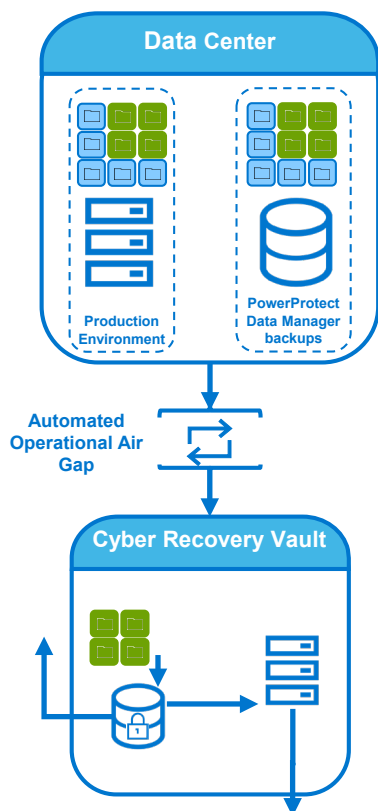 Data Center
Production
Environment
PowerProtect
Data Manager
backups
Automated
Operational Air
Gap
Cyber Recovery Vault